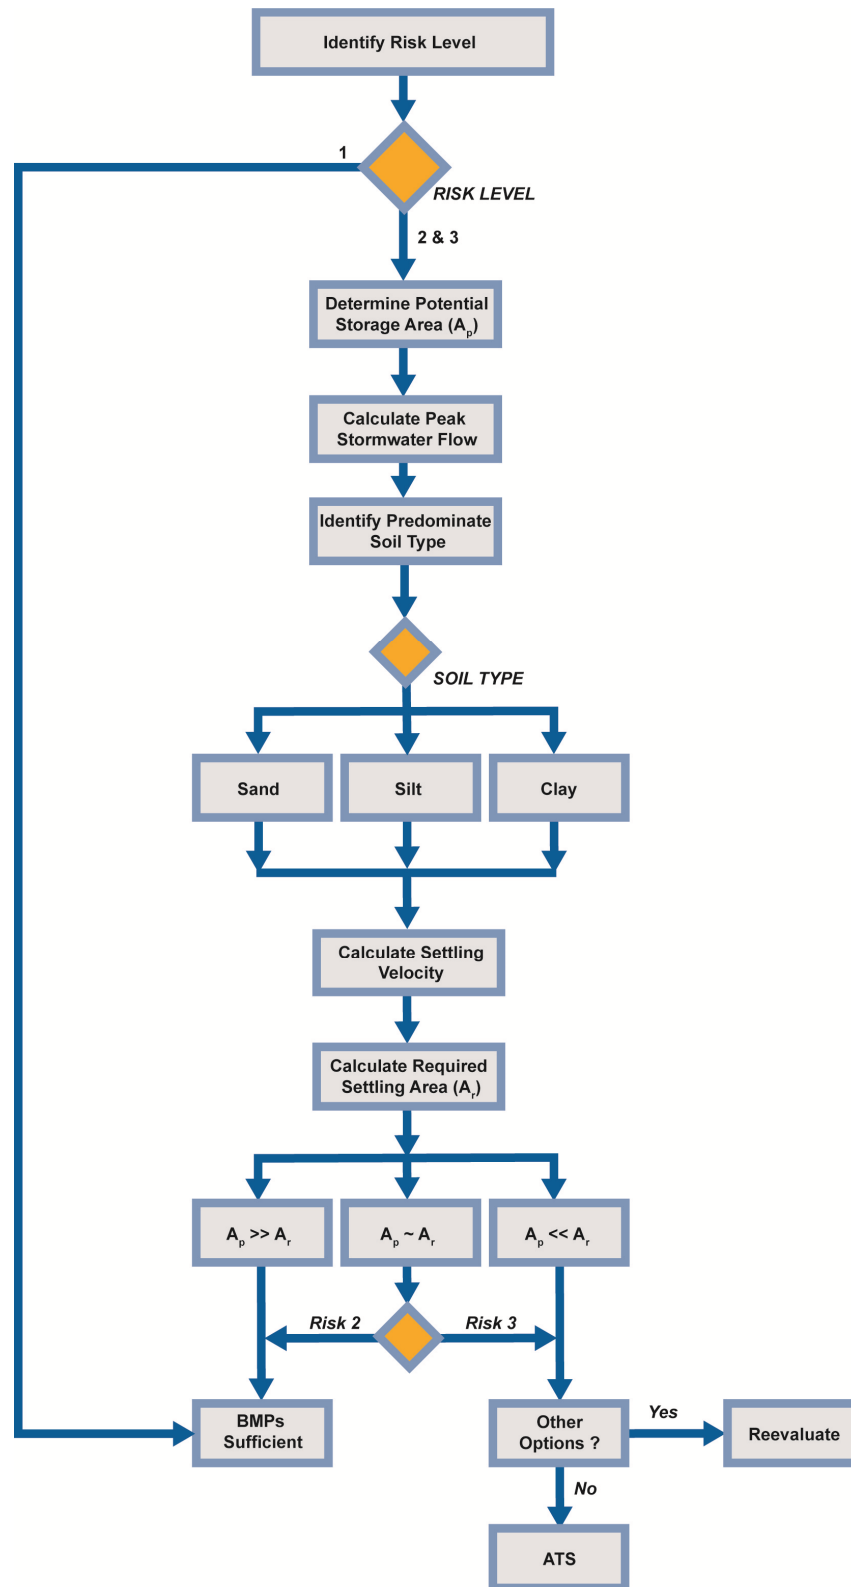 Identify Risk Level
1
RISK LEVEL
2 & 3
Determine Potential
Storage Area (Ap)
Calculate Peak
Stormwater Flow
Identify Predominate
Soil Type
SOIL TYPE
Sand
Silt
Clay
Calculate Settling
Velocity
Calculate Required
Settling Area (Ar)
Ap >> Ar
Ap ~ Ar
Ap << Ar
Risk 2
Risk 3
BMPs
Sufficient
Other
Options ?
Yes
Reevaluate
No
ATS